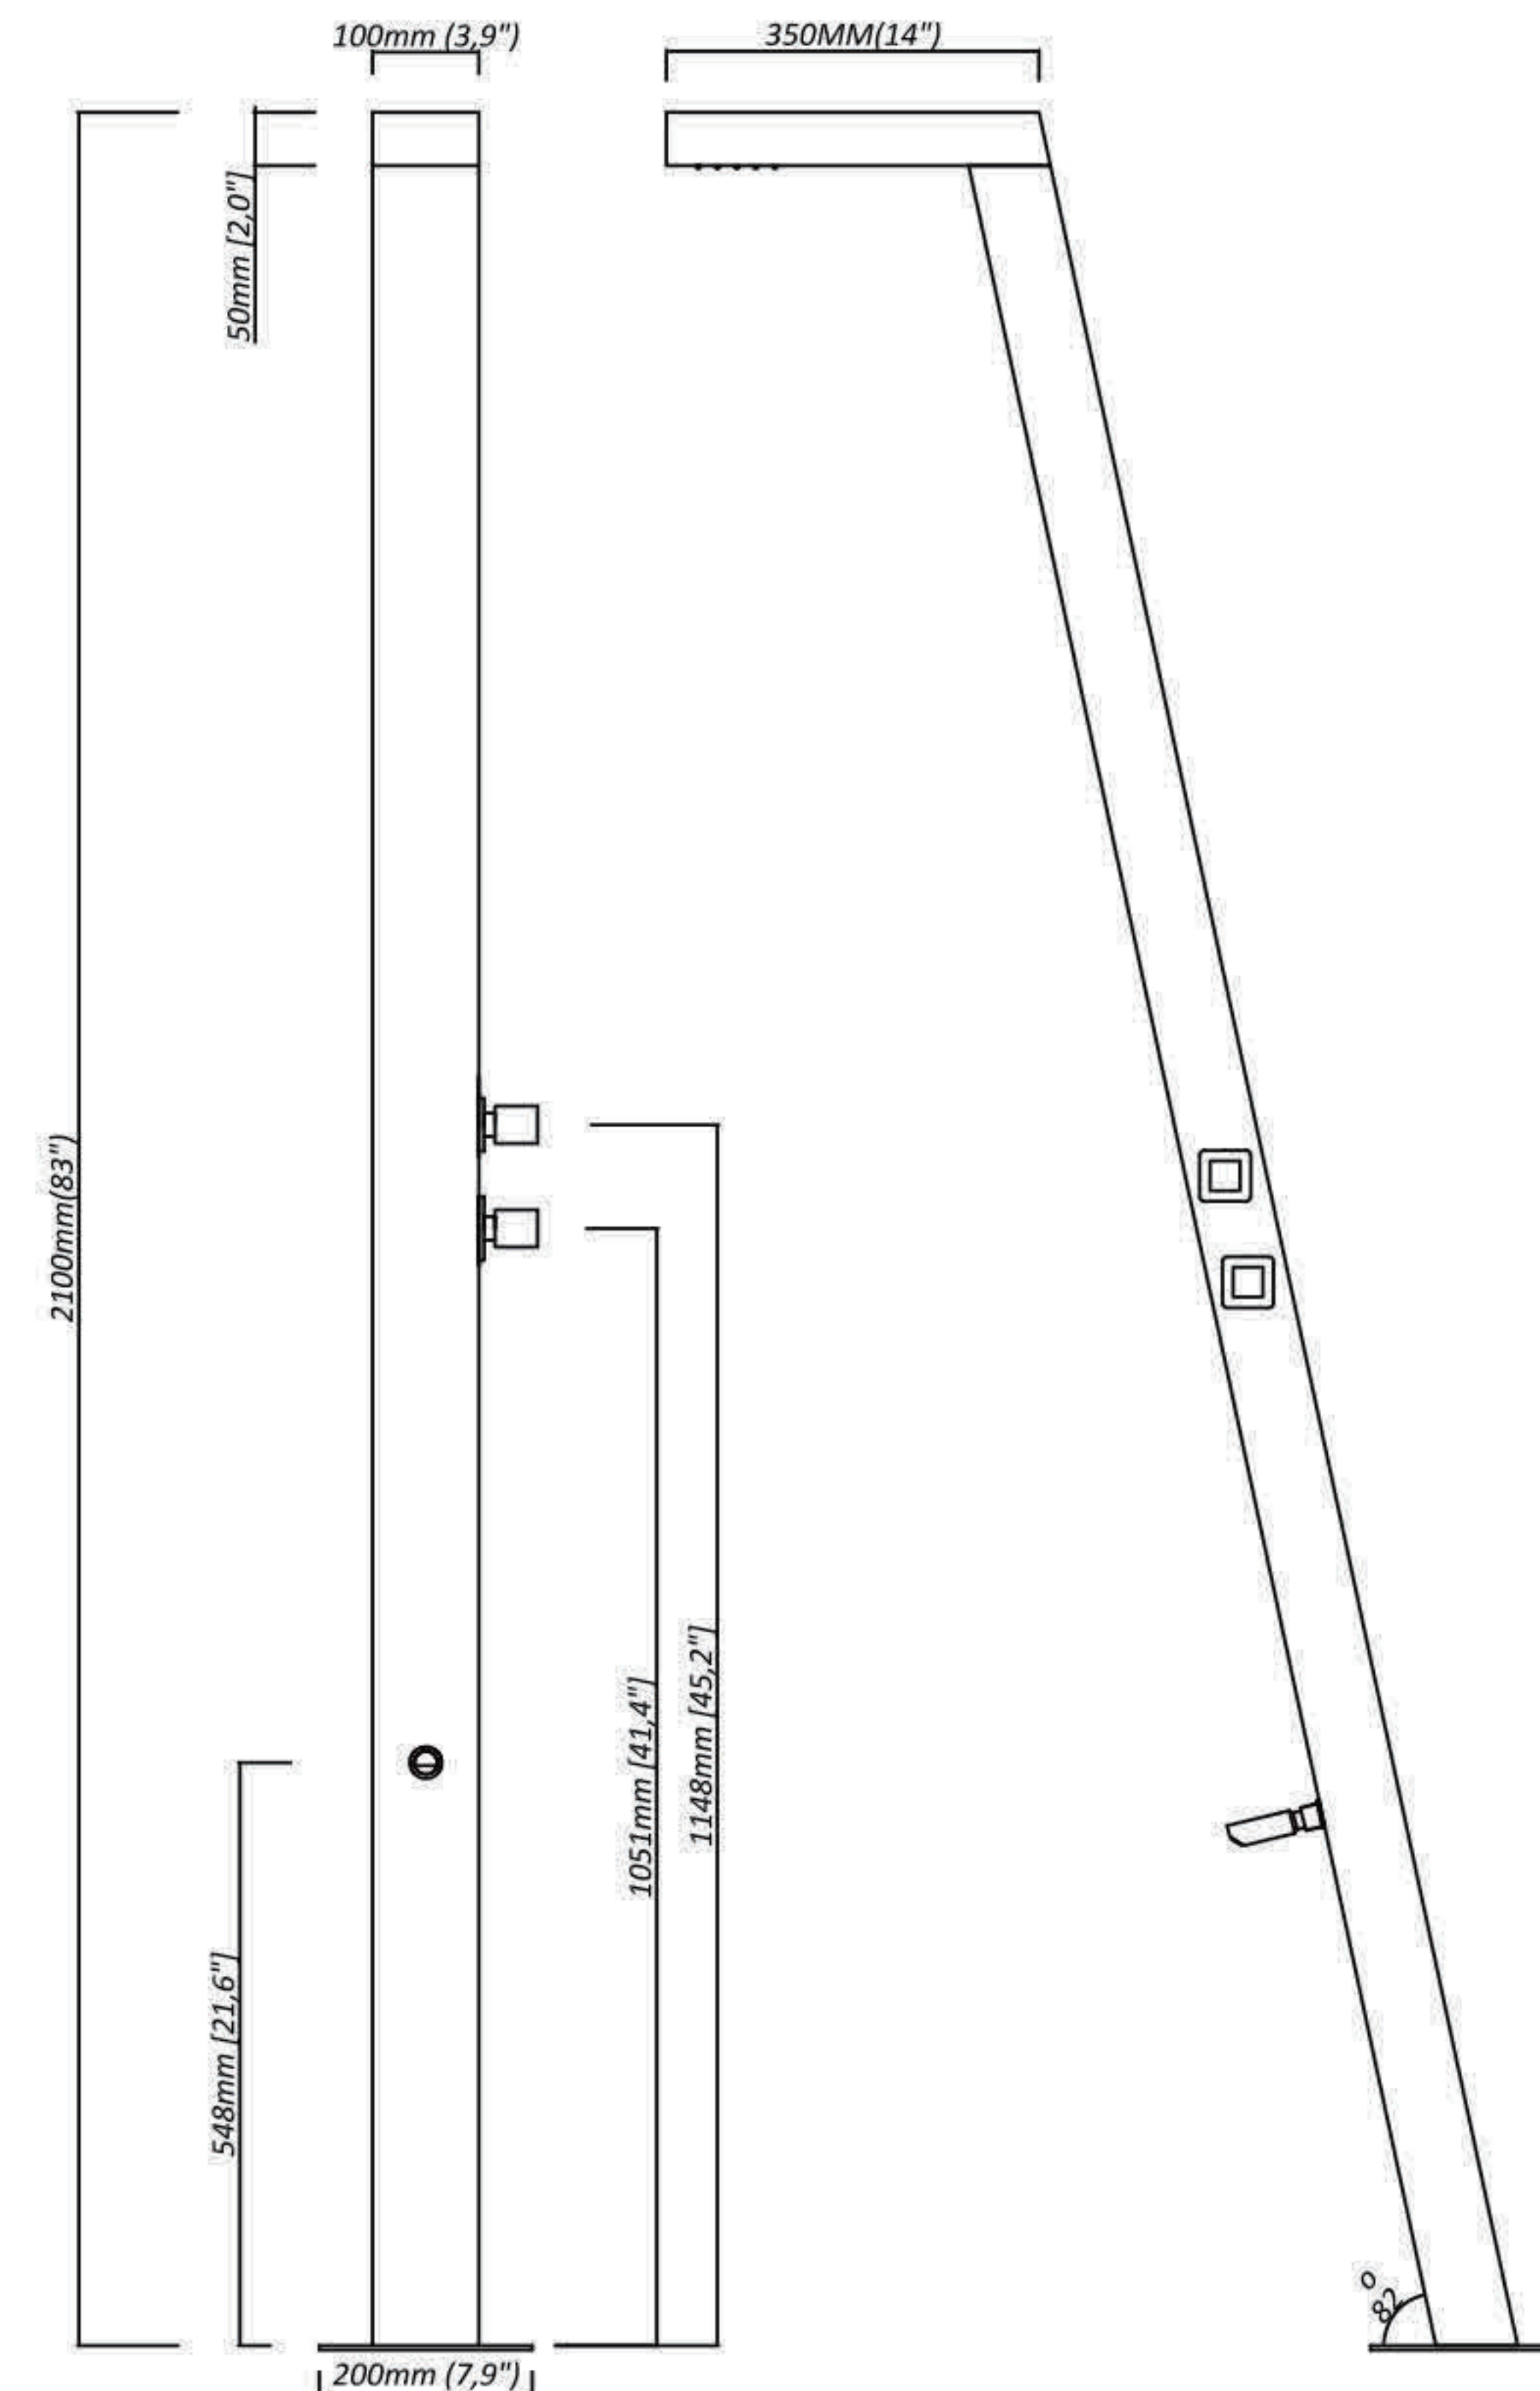 100mm (3,9")
350MM(14")
50mm [2,0"]
2100mm(83")
1148mm [45,2"]
1051mm [41,4"]
548mm [21,6"]
82°
200mm (7,9")